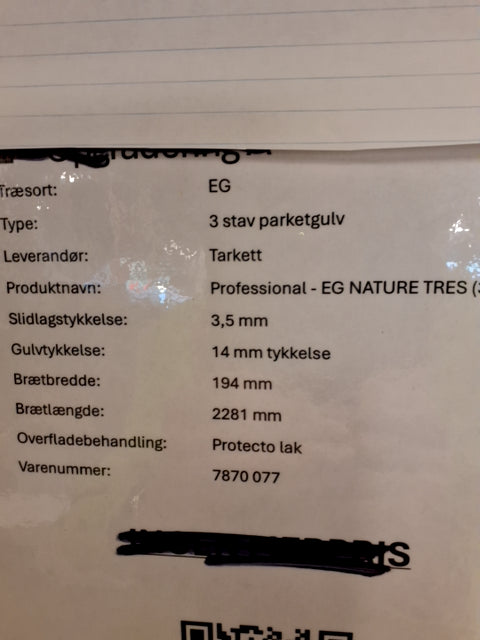 Træsort: EG
Type: 3 stav parketgulv
Leverandør: Tarkett
Produktnavn: Professional - EG NATURE TRES (
Slidlagstykkelse: 3,5 mm
Gulvtykkelse: 14 mm tykkelse
Brætbredde: 194 mm
Brætlængde: 2281 mm
Overfladebehandling: Protecto lak
Varenummer: 7870 077